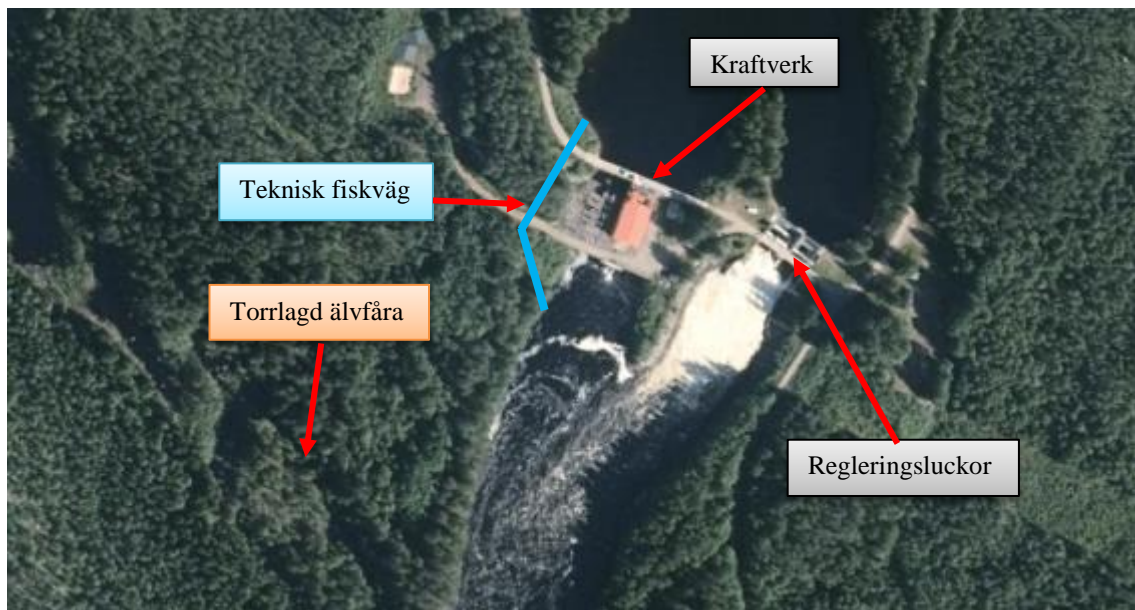 Kraftverk
Teknisk fiskväg
Torrlagd älvfåra
Regleringsluckor